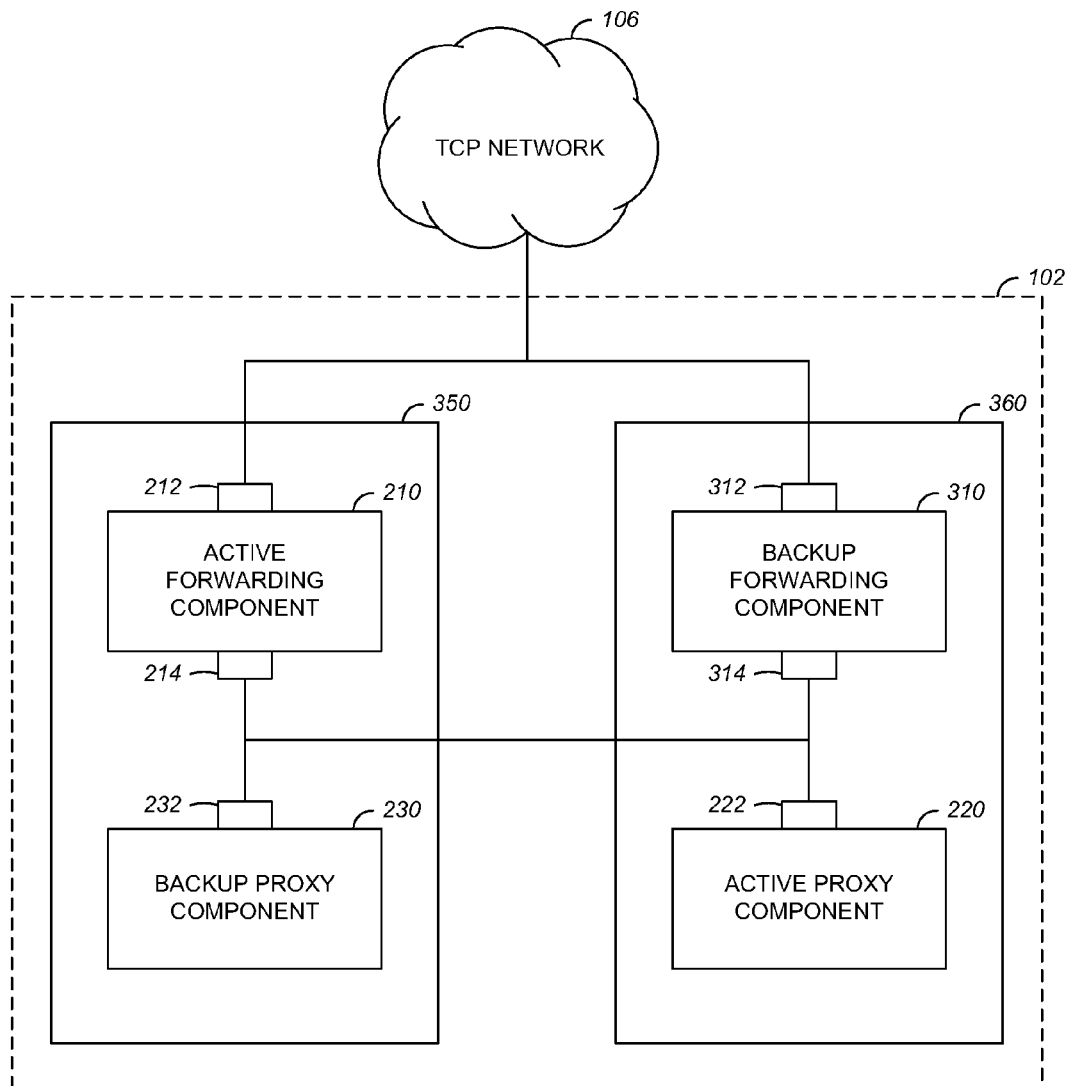 106
TCP NETWORK
102
350
360
212
210
312
310
ACTIVE
FORWARDING
COMPONENT
BACKUP
FORWARDING
COMPONENT
214
314
232
230
222
220
BACKUP PROXY
COMPONENT
ACTIVE PROXY
COMPONENT